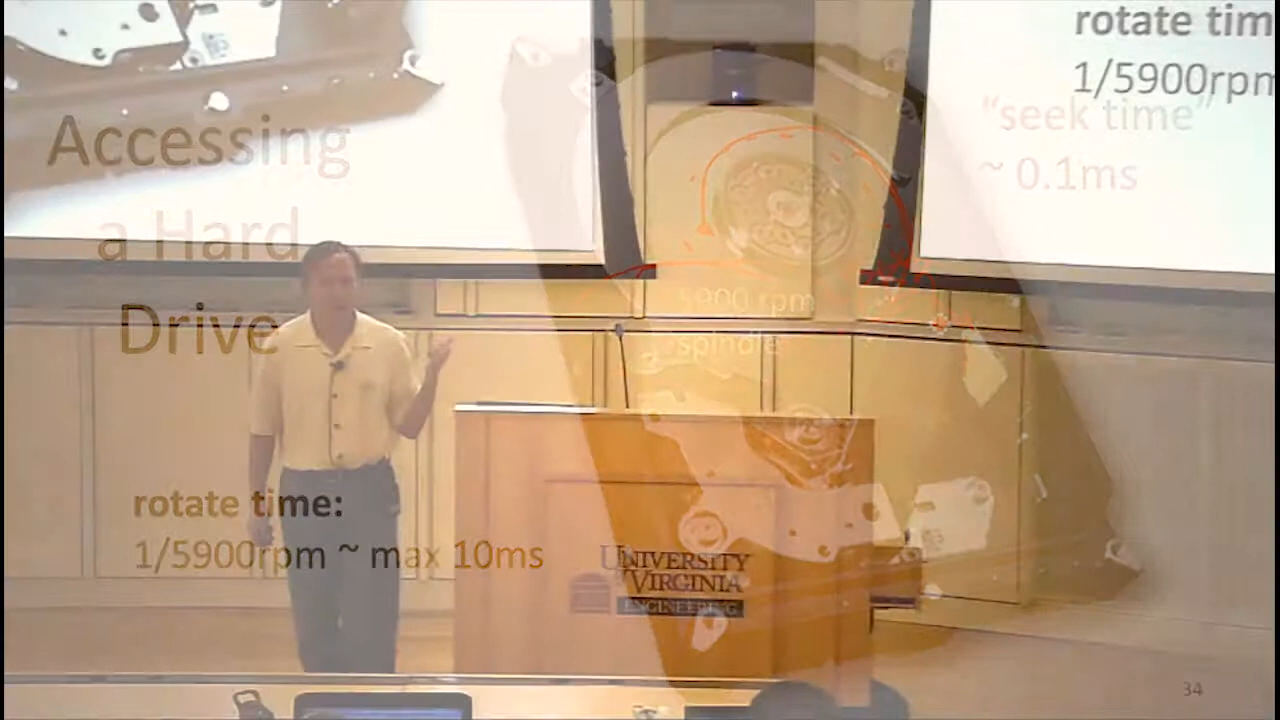 rotate tim
1/5900rpm
"seek time"
~ 0.1ms
Accessing
a Hard
Drive
5900 rpm
spindle
rotate time:
1/5900rpm ~ max 10ms
UNIVERSITY
of VIRGINIA
ENGINEERING
34